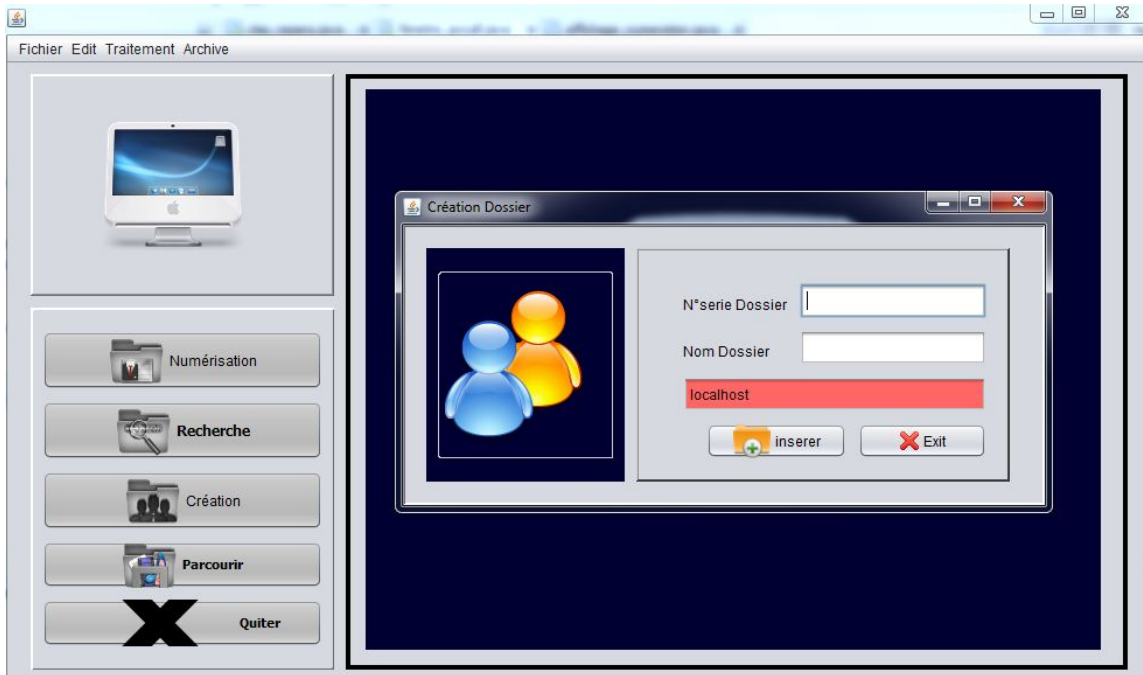 Fichier Edit Traitement Archive
Création Dossier
N°serie Dossier
Nom Dossier
localhost
inserer
Exit
Numérisation
Recherche
Création
Parcourir
Quiter